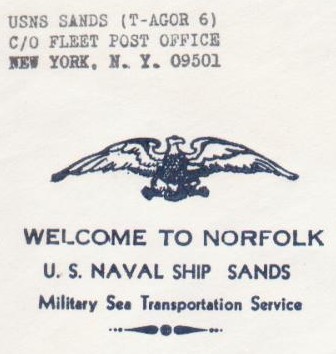 USNS SANDS (T-AGOR 6)
C/O FLEET POST OFFICE
NEW YORK, N. Y. 09501
WELCOME TO NORFOLK
U. S. NAVAL SHIP SANDS
Military Sea Transportation Service